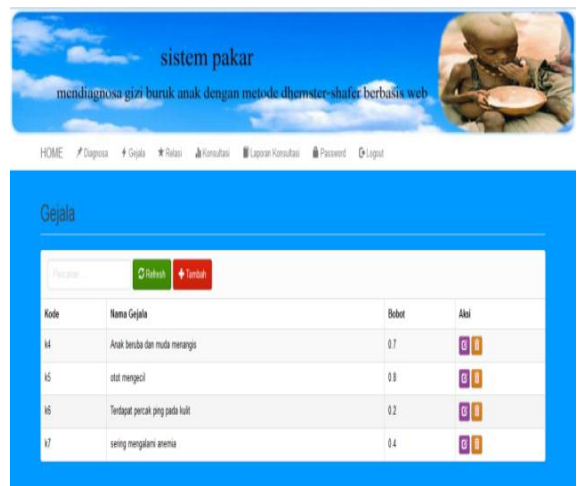 sistem pakar
mendiagnosa gizi buruk anak dengan metode dhemster-shafer berbasis web
HOME Diagnosa Gejala Relasi Konsultasi Laporan Konsultasi Password Logout
Gejala
Pencarian... Refresh Tambah
Kode Nama Gejala Bobot Aksi
k4 Anak beruba dan muda menangis 0.7
k5 otot mengecil 0.8
k6 Terdapat percak ping pada kulit 0.2
k7 sering mengalami anemia 0.4